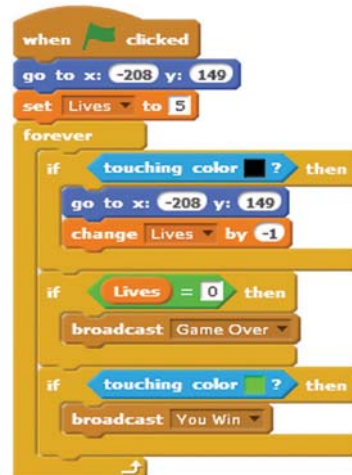 when clicked
go to x: -208 y: 149
set Lives to 5
forever
if touching color ? then
go to x: -208 y: 149
change Lives by -1
if Lives = 0 then
broadcast Game Over
if touching color ? then
broadcast You Win